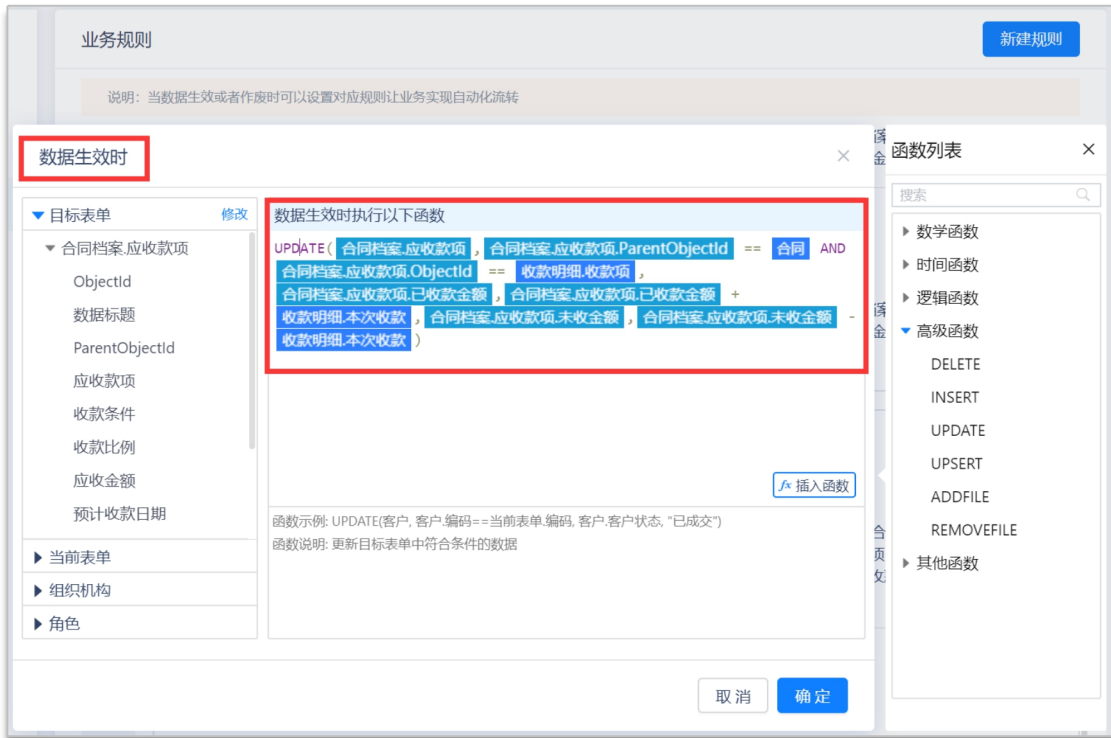 业务规则
新建规则
说明：当数据生效或者作废时可以设置对应规则让业务实现自动化流转
数据生效时
目标表单 修改
合同档案.应收款项
ObjectId
数据标题
ParentObjectId
应收款项
收款条件
收款比例
应收金额
预计收款日期
当前表单
组织机构
角色
数据生效时执行以下函数
UPDATE( 合同档案.应收款项 , 合同档案.应收款项.ParentObjectId == 合同 AND
合同档案.应收款项.ObjectId == 收款明细.收款项 ,
合同档案.应收款项.已收款金额 , 合同档案.应收款项.已收款金额 +
收款明细.本次收款 , 合同档案.应收款项.未收金额 , 合同档案.应收款项.未收金额 -
收款明细.本次收款 )
fx 插入函数
函数示例: UPDATE(客户, 客户.编码==当前表单.编码, 客户.客户状态, "已成交")
函数说明: 更新目标表单中符合条件的数据
取 消
确 定
函数列表
搜索
数学函数
时间函数
逻辑函数
高级函数
DELETE
INSERT
UPDATE
UPSERT
ADDFILE
REMOVEFILE
其他函数